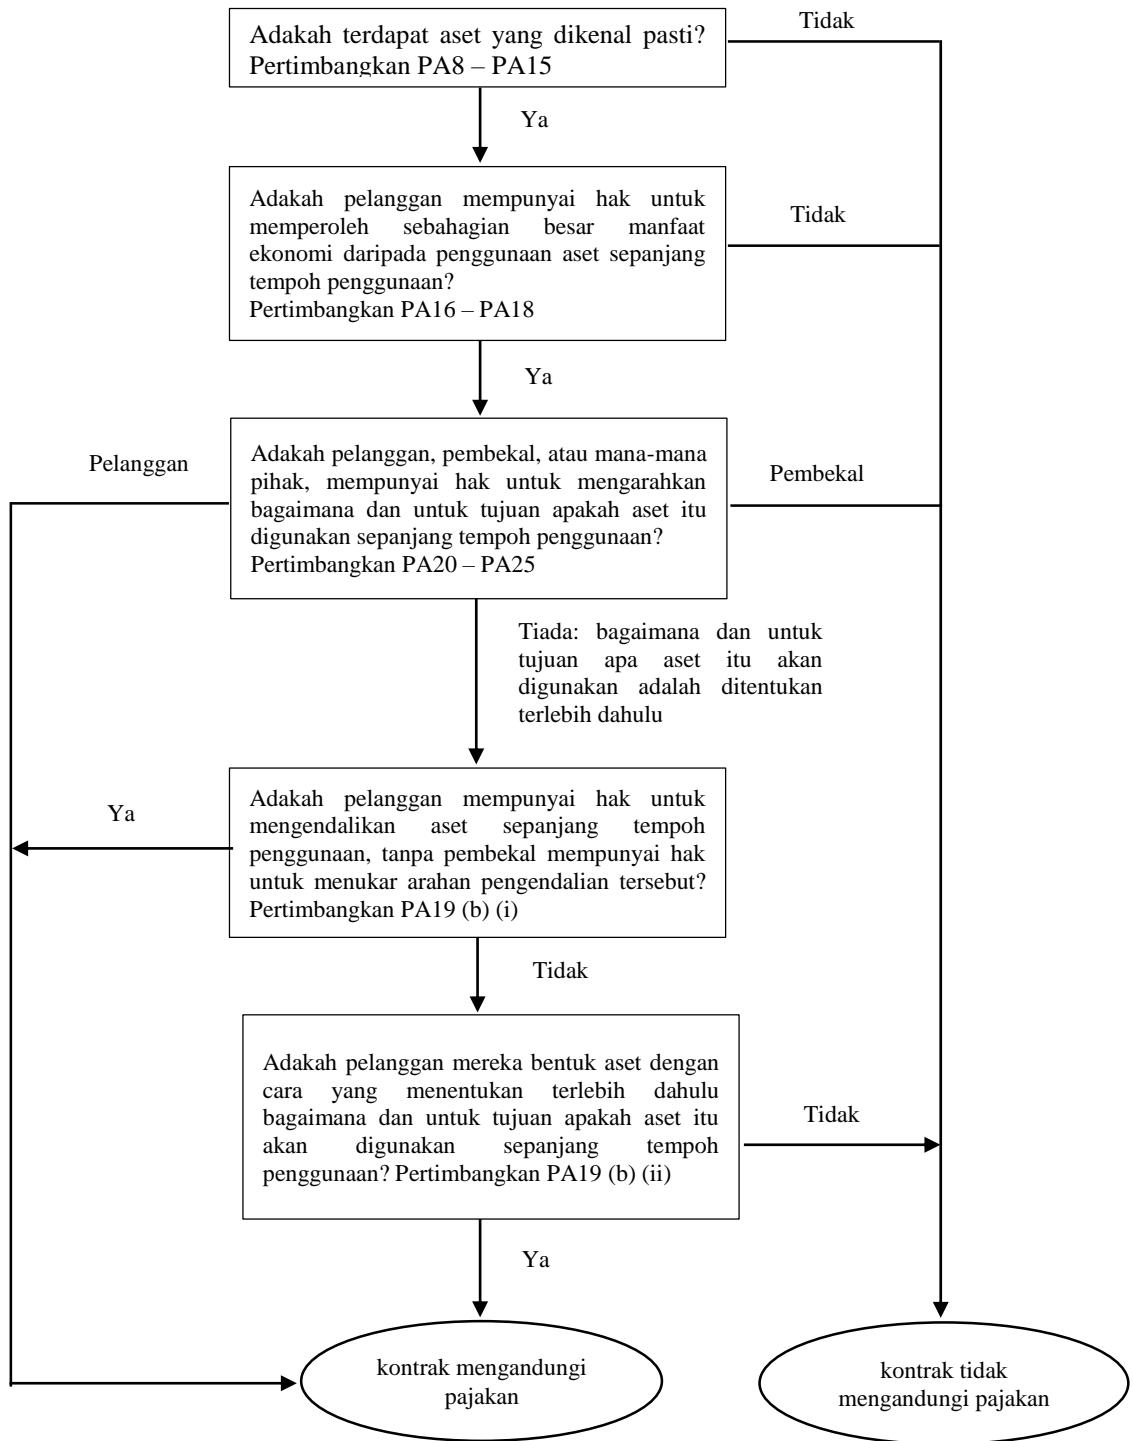 Adakah terdapat aset yang dikenal pasti?
Pertimbangkan PA8 – PA15
Tidak
Ya
Adakah pelanggan mempunyai hak untuk
memperoleh sebahagian besar manfaat
ekonomi daripada penggunaan aset sepanjang
tempoh penggunaan?
Pertimbangkan PA16 – PA18
Tidak
Ya
Pelanggan
Adakah pelanggan, pembekal, atau mana-mana
pihak, mempunyai hak untuk mengarahkan
bagaimana dan untuk tujuan apakah aset itu
digunakan sepanjang tempoh penggunaan?
Pertimbangkan PA20 – PA25
Pembekal
Tiada: bagaimana dan untuk
tujuan apa aset itu akan
digunakan adalah ditentukan
terlebih dahulu
Ya
Adakah pelanggan mempunyai hak untuk
mengendalikan aset sepanjang tempoh
penggunaan, tanpa pembekal mempunyai hak
untuk menukar arahan pengendalian tersebut?
Pertimbangkan PA19 (b) (i)
Tidak
Adakah pelanggan mereka bentuk aset dengan
cara yang menentukan terlebih dahulu
bagaimana dan untuk tujuan apakah aset itu
akan digunakan sepanjang tempoh
penggunaan? Pertimbangkan PA19 (b) (ii)
Tidak
Ya
kontrak mengandungi
pajakan
kontrak tidak
mengandungi pajakan